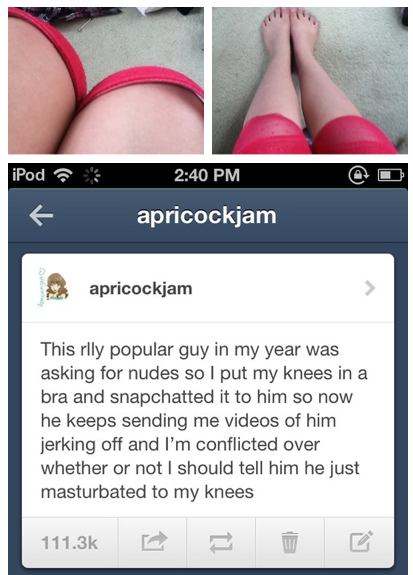 iPod 2:40 PM
apricockjam
apricockjam
This rlly popular guy in my year was
asking for nudes so I put my knees in a
bra and snapchatted it to him so now
he keeps sending me videos of him
jerking off and I'm conflicted over
whether or not I should tell him he just
masturbated to my knees
111.3k